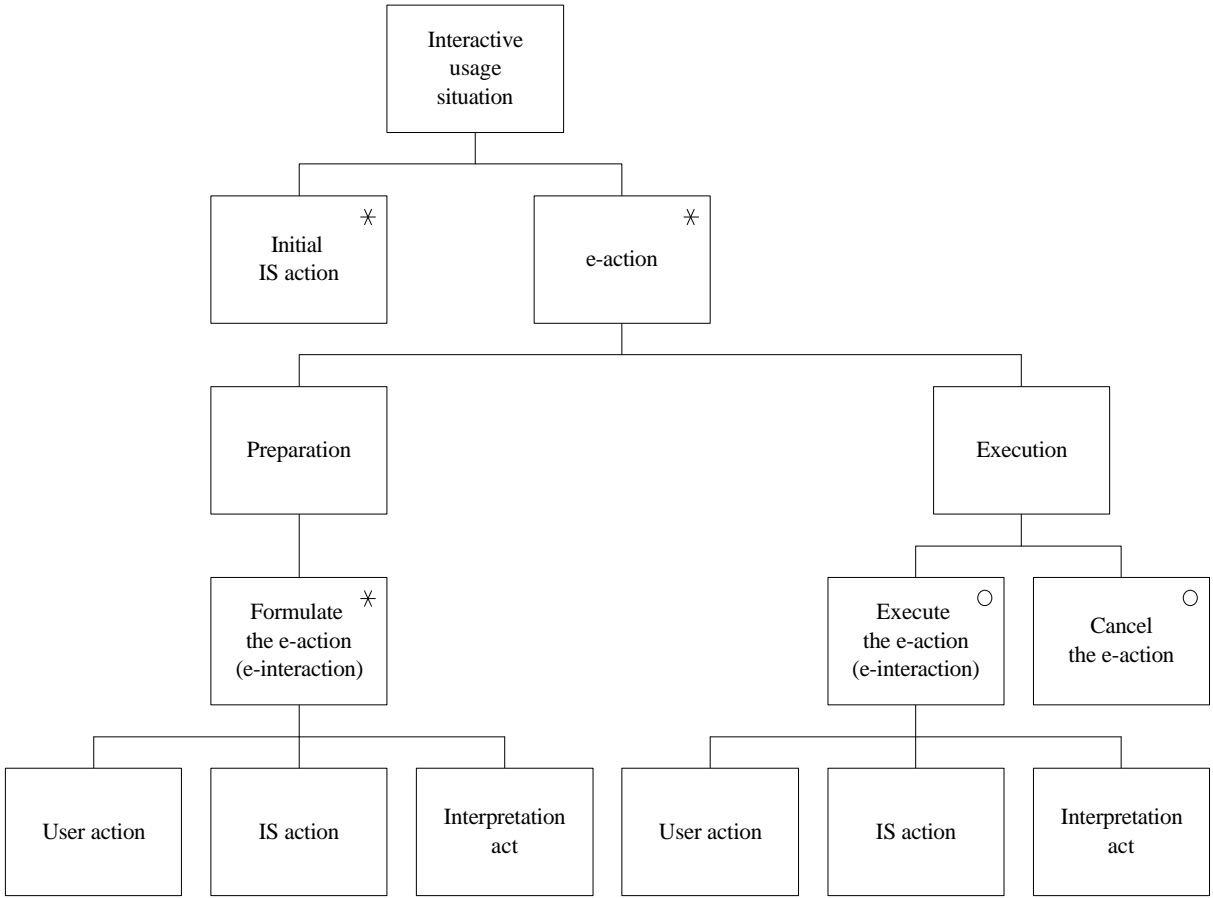 Interactive
usage
situation
*
Initial
IS action
*
e-action
Preparation
Execution
*
Formulate
the e-action
(e-interaction)
Execute
the e-action
(e-interaction)
Cancel
the e-action
User action
IS action
Interpretation
act
User action
IS action
Interpretation
act